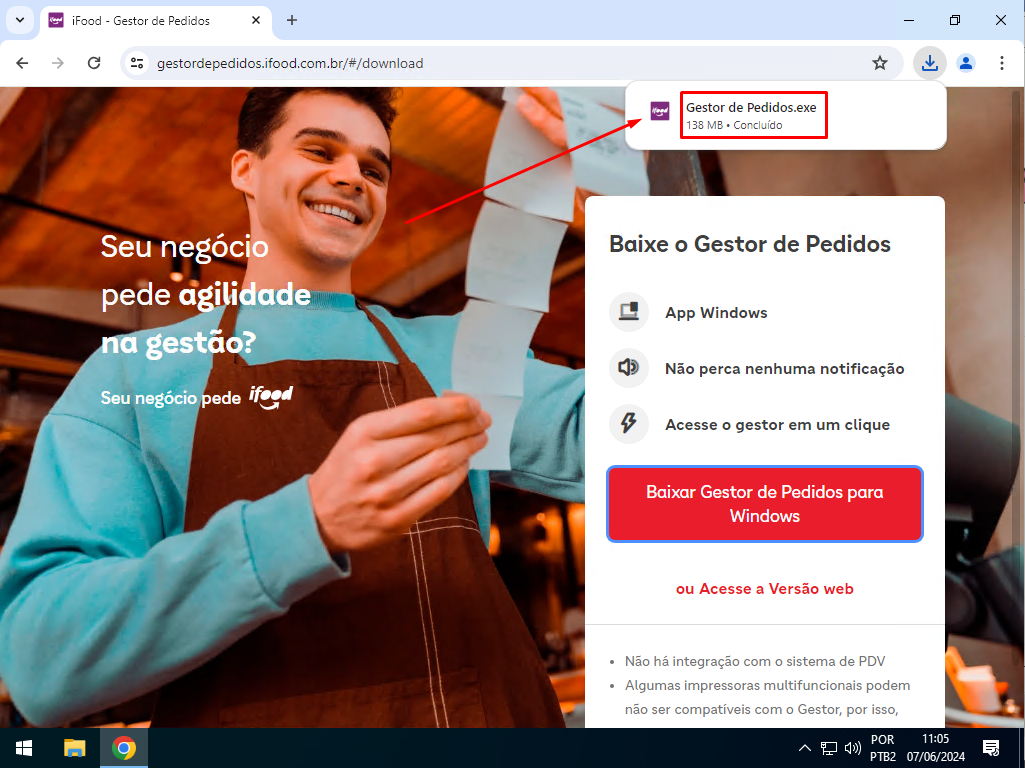 iFood - Gestor de Pedidos
gestordepedidos.ifood.com.br/#/download
ifood
Gestor de Pedidos.exe
138 MB • Concluído
Seu negócio
pede agilidade
na gestão?
Seu negócio pede ifood
Baixe o Gestor de Pedidos
App Windows
Não perca nenhuma notificação
Acesse o gestor em um clique
Baixar Gestor de Pedidos para
Windows
ou Acesse a Versão web
• Não há integração com o sistema de PDV
• Algumas impressoras multifuncionais podem
não ser compatíveis com o Gestor, por isso,
POR
PTB2
11:05
07/06/2024